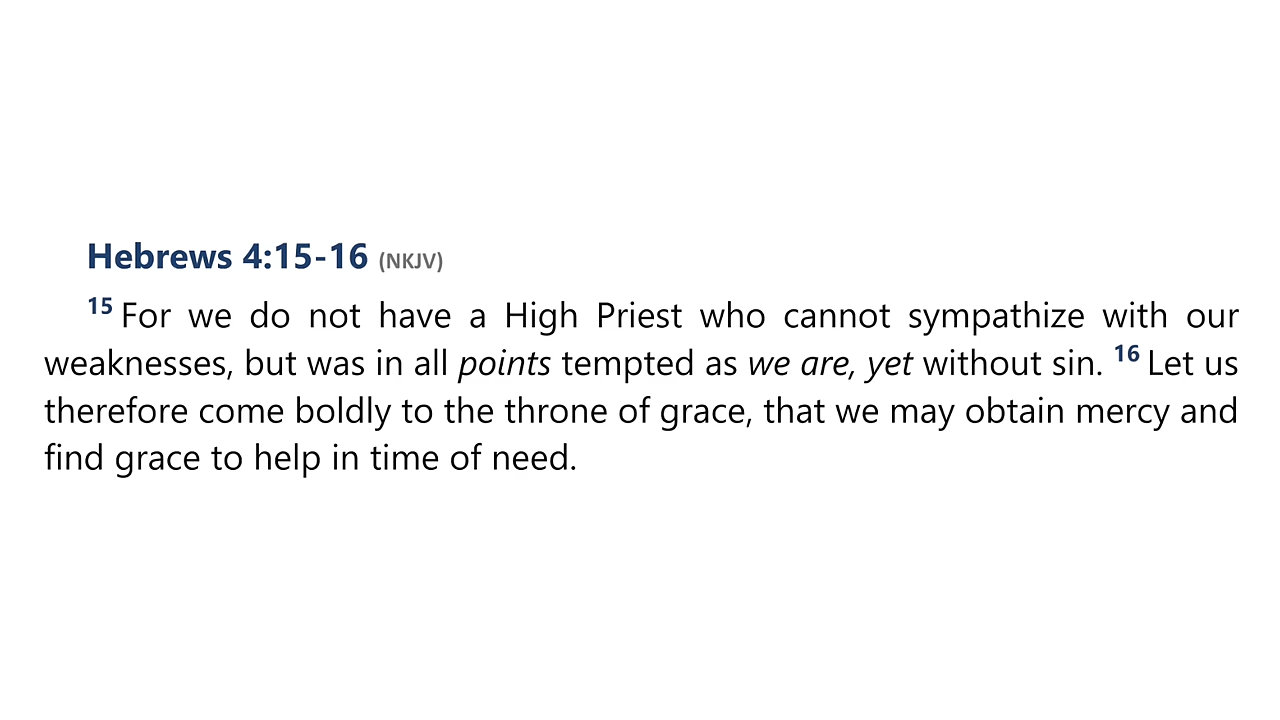 Hebrews 4:15-16 (NKJV)
15 For we do not have a High Priest who cannot sympathize with our
weaknesses, but was in all points tempted as we are, yet without sin. 16 Let us
therefore come boldly to the throne of grace, that we may obtain mercy and
find grace to help in time of need.